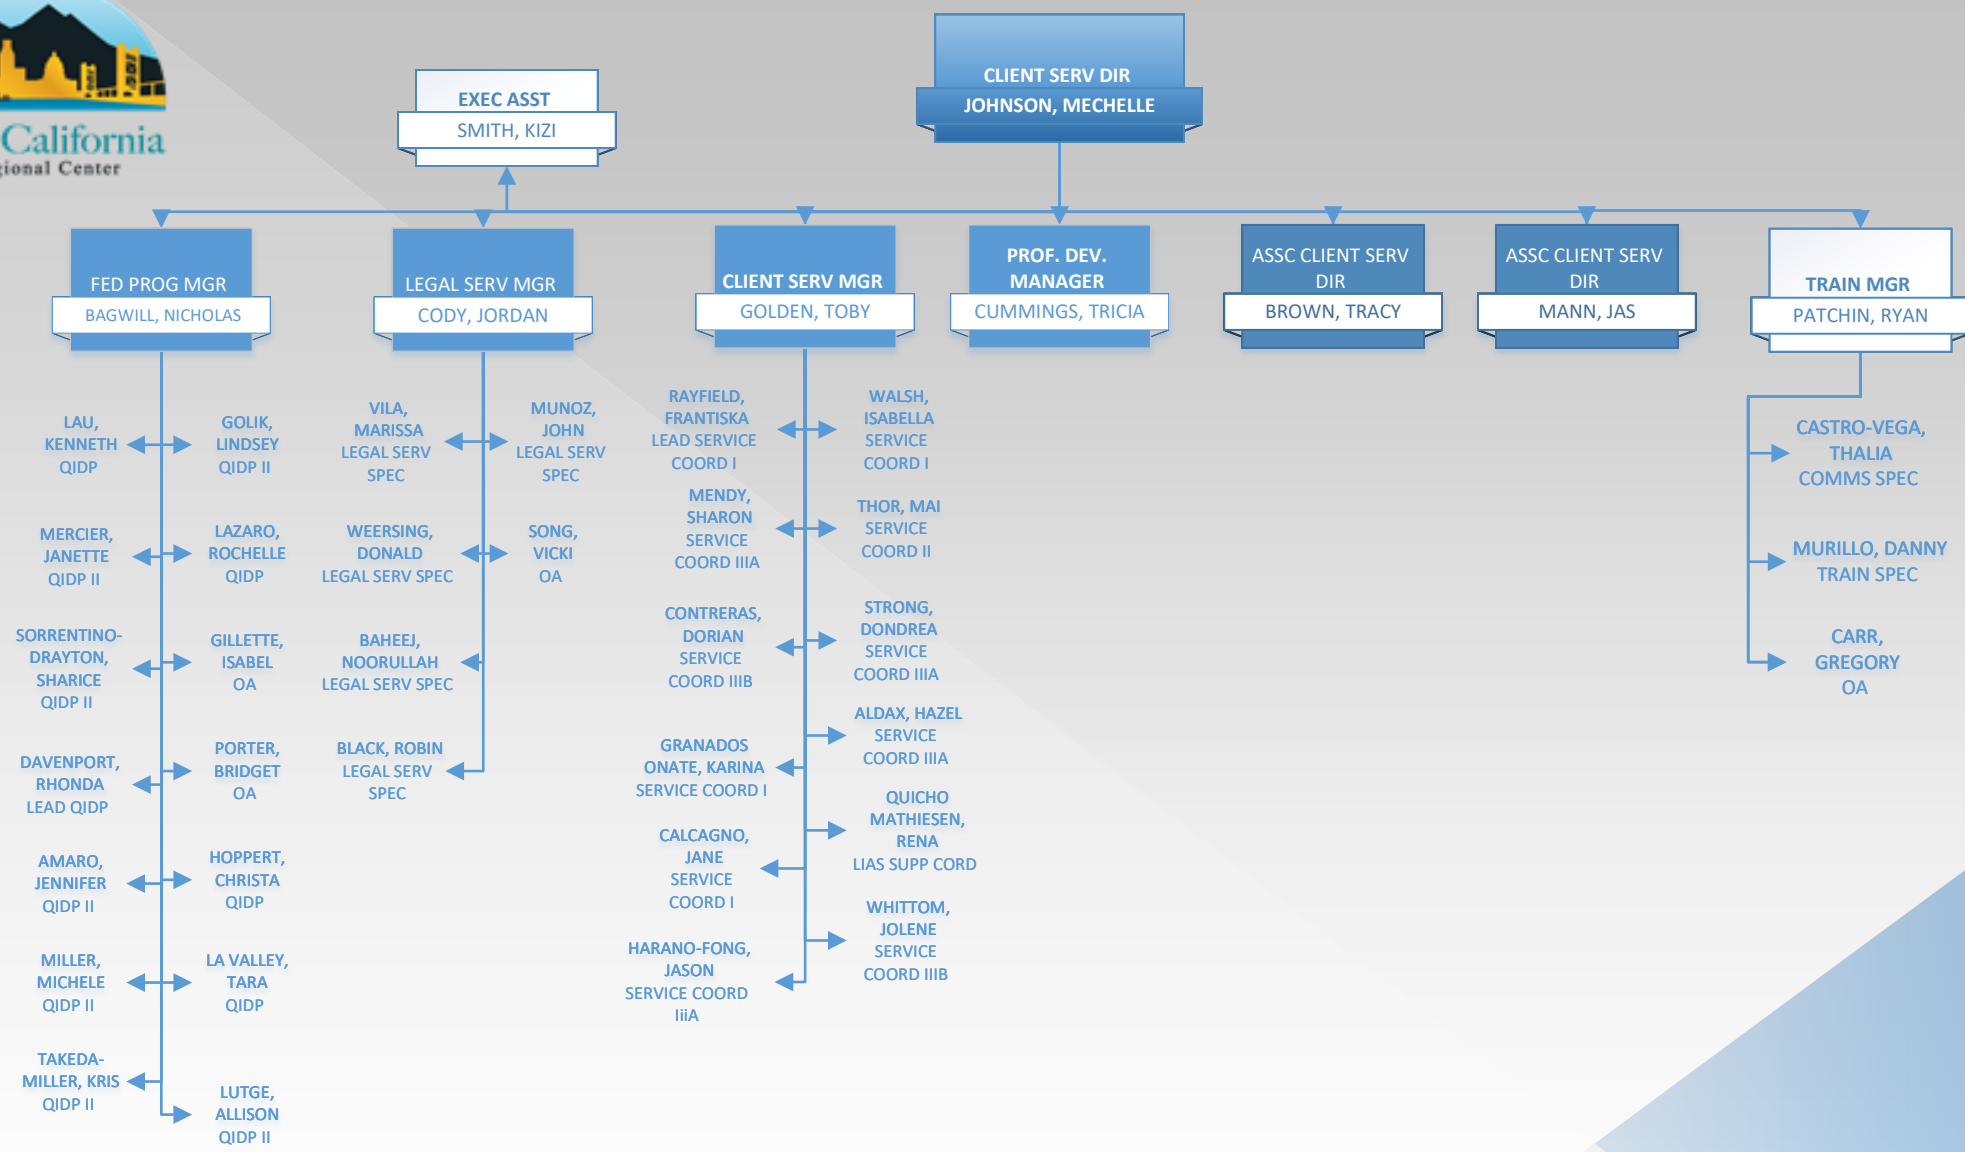 California
gional Center
CLIENT SERV DIR
JOHNSON, MECHELLE
EXEC ASST
SMITH, KIZI
FED PROG MGR
BAGWILL, NICHOLAS
LEGAL SERV MGR
CODY, JORDAN
CLIENT SERV MGR
GOLDEN, TOBY
PROF. DEV.
MANAGER
CUMMINGS, TRICIA
ASSC CLIENT SERV
DIR
BROWN, TRACY
ASSC CLIENT SERV
DIR
MANN, JAS
TRAIN MGR
PATCHIN, RYAN
LAU,
KENNETH
QIDP
GOLIK,
LINDSEY
QIDP II
MERCIER,
JANETTE
QIDP II
LAZARO,
ROCHELLE
QIDP
SORRENTINO-
DRAYTON,
SHARICE
QIDP II
GILLETTE,
ISABEL
OA
DAVENPORT,
RHONDA
LEAD QIDP
PORTER,
BRIDGET
OA
AMARO,
JENNIFER
QIDP II
HOPPERT,
CHRISTA
QIDP
MILLER,
MICHELE
QIDP II
LA VALLEY,
TARA
QIDP
TAKEDA-
MILLER, KRIS
QIDP II
LUTGE,
ALLISON
QIDP II
VILA,
MARISSA
LEGAL SERV
SPEC
MUNOZ,
JOHN
LEGAL SERV
SPEC
WEERSING,
DONALD
LEGAL SERV SPEC
SONG,
VICKI
OA
BAHEEJ,
NOORULLAH
LEGAL SERV SPEC
BLACK, ROBIN
LEGAL SERV
SPEC
RAYFIELD,
FRANTISKA
LEAD SERVICE
COORD I
WALSH,
ISABELLA
SERVICE
COORD I
MENDY,
SHARON
SERVICE
COORD IIIA
THOR, MAI
SERVICE
COORD II
CONTRERAS,
DORIAN
SERVICE
COORD IIIB
STRONG,
DONDREA
SERVICE
COORD IIIA
GRANADOS
ONATE, KARINA
SERVICE COORD I
ALDAX, HAZEL
SERVICE
COORD IIIA
CALCAGNO,
JANE
SERVICE
COORD I
QUICHO
MATHIESEN,
RENA
LIAS SUPP CORD
HARANO-FONG,
JASON
SERVICE COORD
IiiA
WHITTOM,
JOLENE
SERVICE
COORD IIIB
CASTRO-VEGA,
THALIA
COMMS SPEC
MURILLO, DANNY
TRAIN SPEC
CARR,
GREGORY
OA